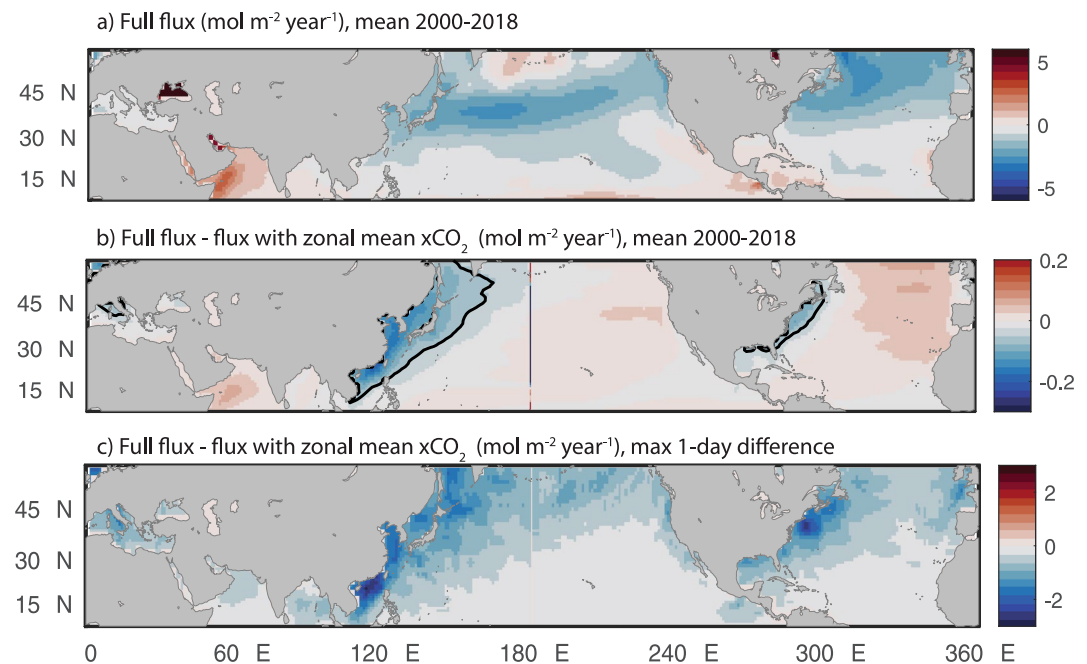 a) Full flux (mol m⁻² year⁻¹), mean 2000-2018
45 N
30 N
15 N
5
0
-5
b) Full flux - flux with zonal mean xCO₂ (mol m⁻² year⁻¹), mean 2000-2018
45 N
30 N
15 N
0.2
0
-0.2
c) Full flux - flux with zonal mean xCO₂ (mol m⁻² year⁻¹), max 1-day difference
45 N
30 N
15 N
2
0
-2
0 60 E 120 E 180 E 240 E 300 E 360 E